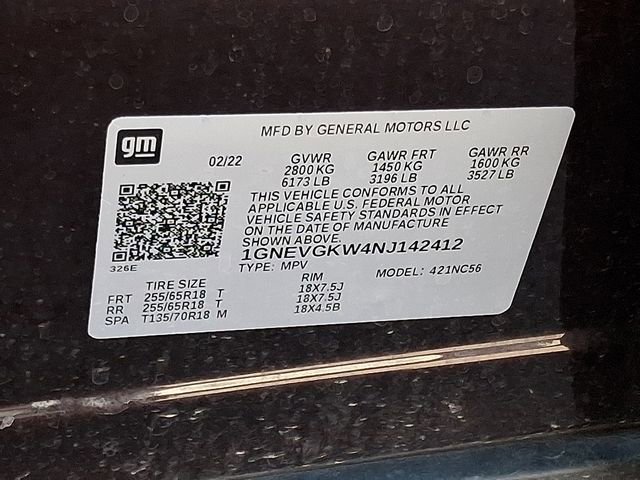 gm
MFD BY GENERAL MOTORS LLC
02/22 GVWR GAWR FRT GAWR RR
2800 KG 1450 KG 1600 KG
6173 LB 3196 LB 3527 LB
THIS VEHICLE CONFORMS TO ALL
APPLICABLE U.S. FEDERAL MOTOR
VEHICLE SAFETY STANDARDS IN EFFECT
ON THE DATE OF MANUFACTURE
SHOWN ABOVE.
1GNEVGKW4NJ142412
326E
TYPE: MPV MODEL: 421NC56
TIRE SIZE RIM
FRT 255/65R18 T 18X7.5J
RR 255/65R18 T 18X7.5J
SPA T135/70R18 M 18X4.5B